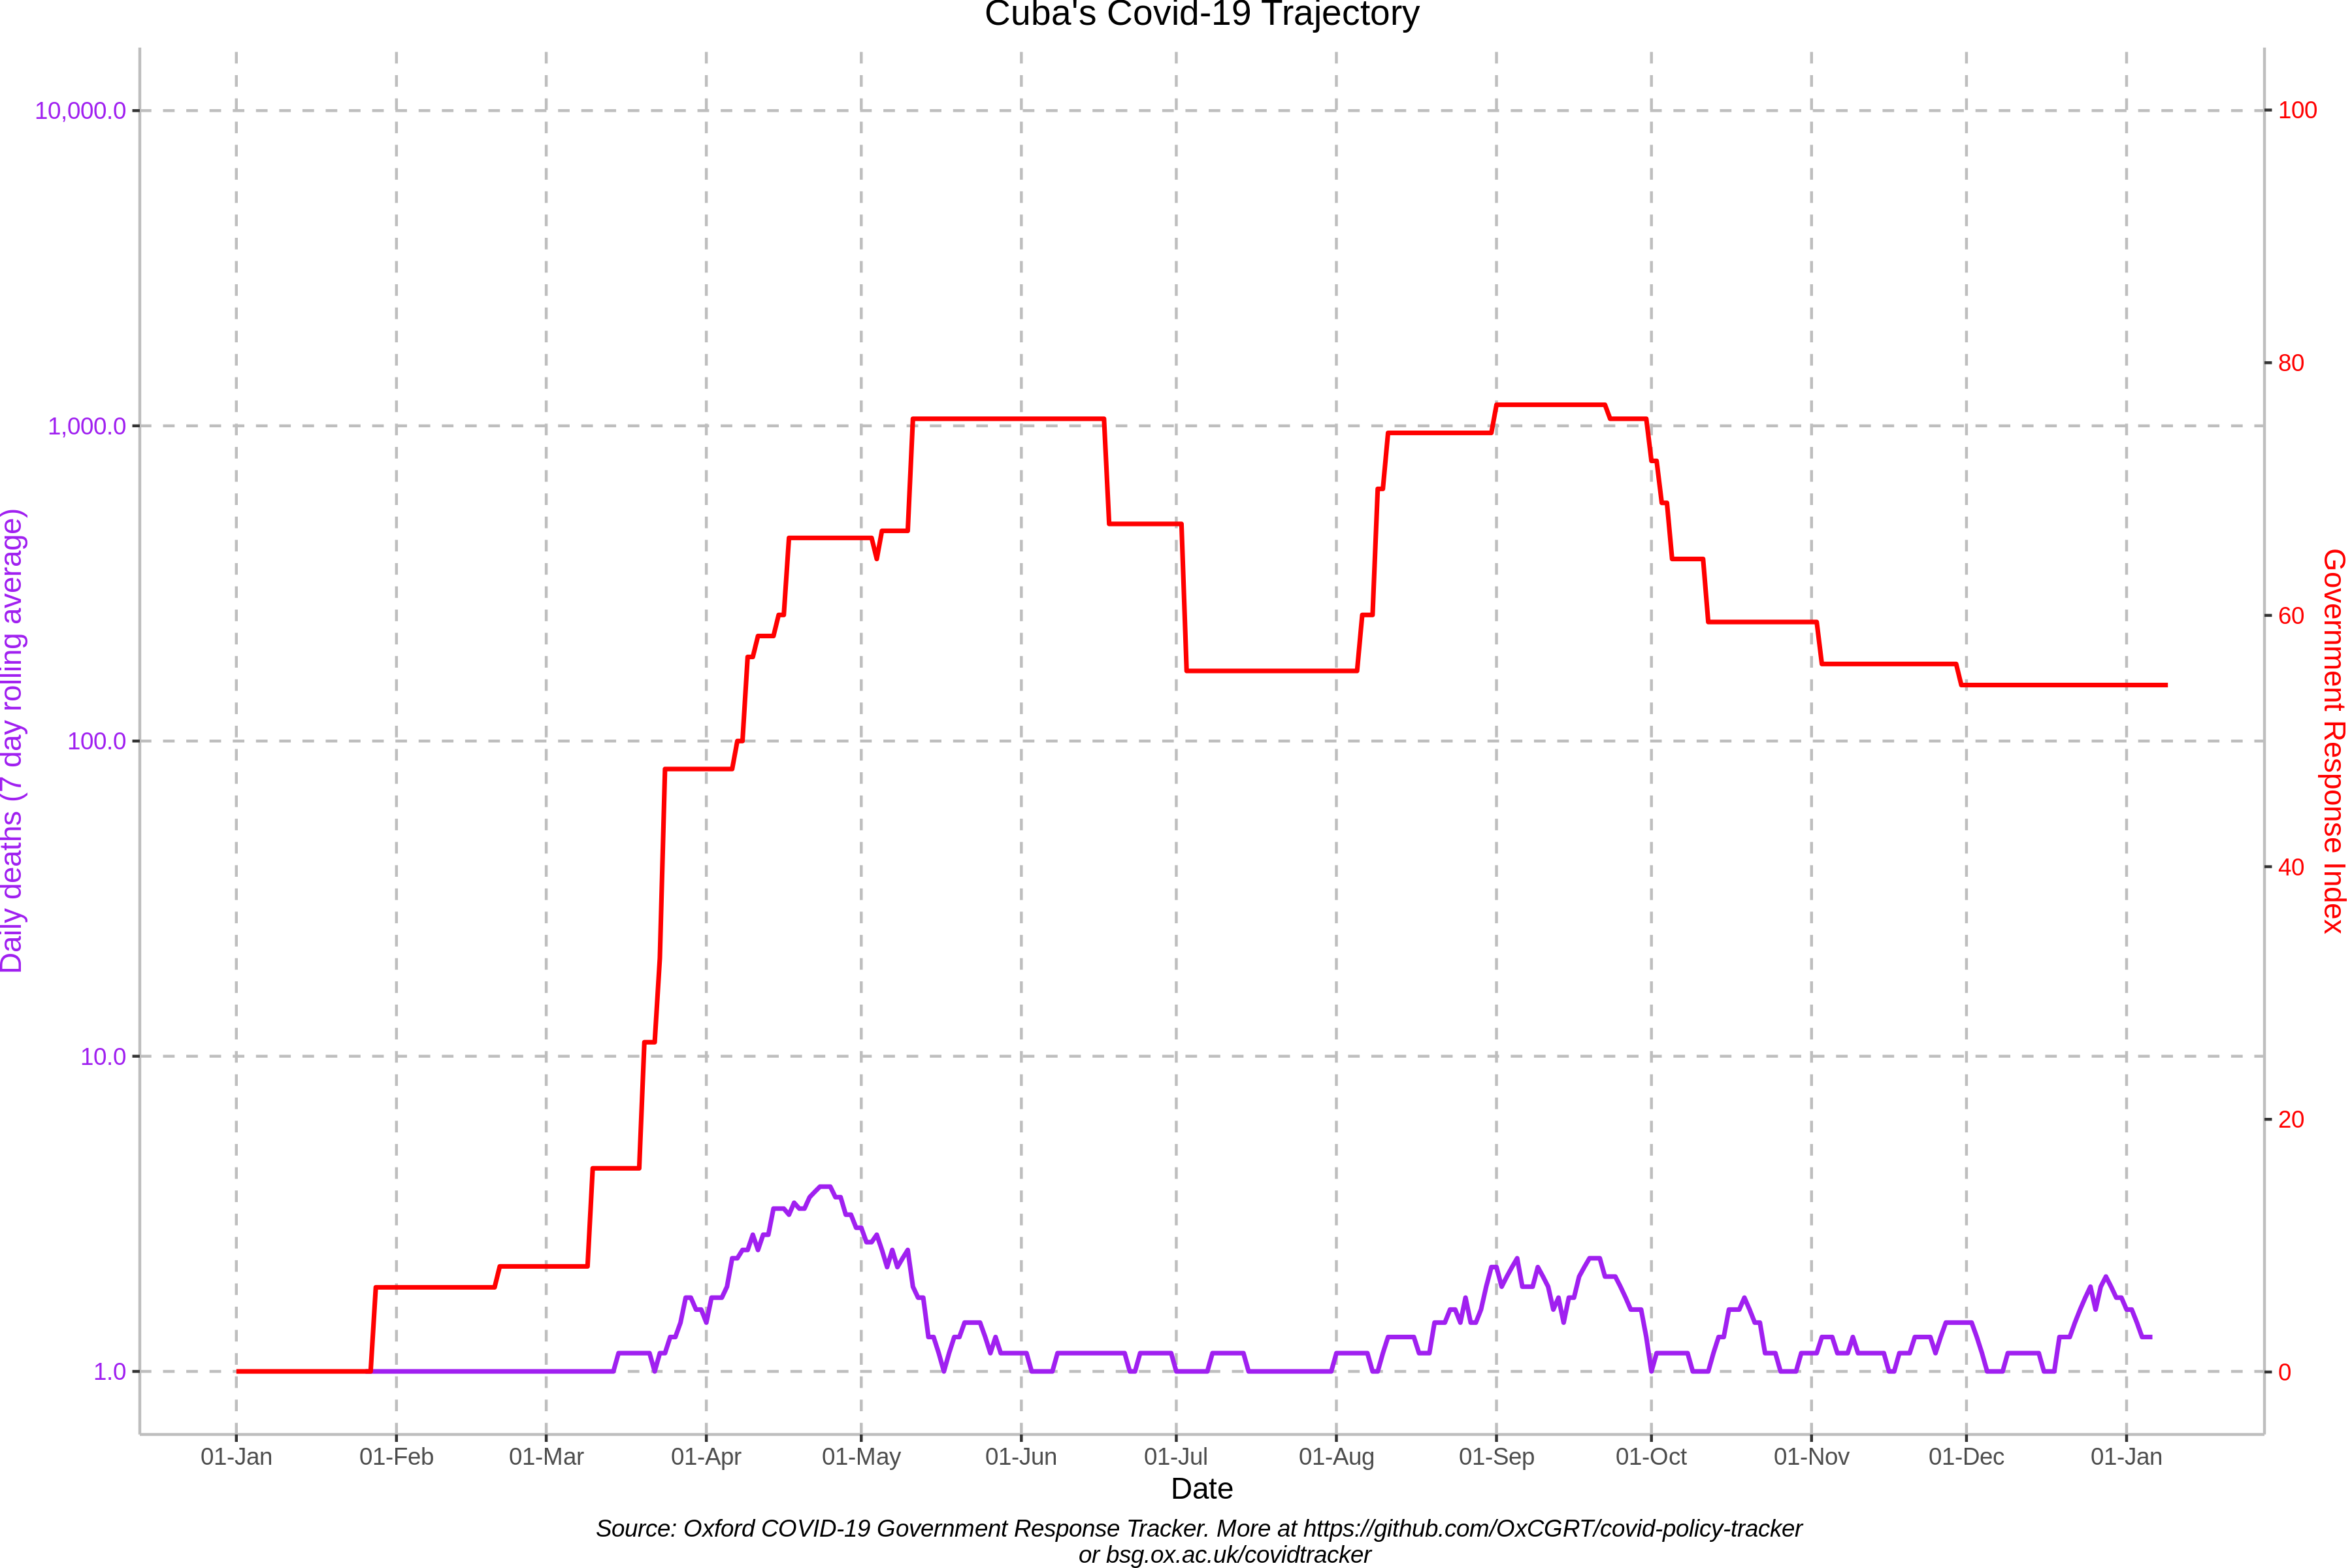 Cuba's Covid-19 Trajectory
10,000.0
1,000.0
100.0
10.0
1.0
Daily deaths (7 day rolling average)
100
80
60
40
20
0
Government Response Index
01-Jan
01-Feb
01-Mar
01-Apr
01-May
01-Jun
01-Jul
01-Aug
01-Sep
01-Oct
01-Nov
01-Dec
01-Jan
Date
Source: Oxford COVID-19 Government Response Tracker. More at https://github.com/OxCGRT/covid-policy-tracker
or bsg.ox.ac.uk/covidtracker